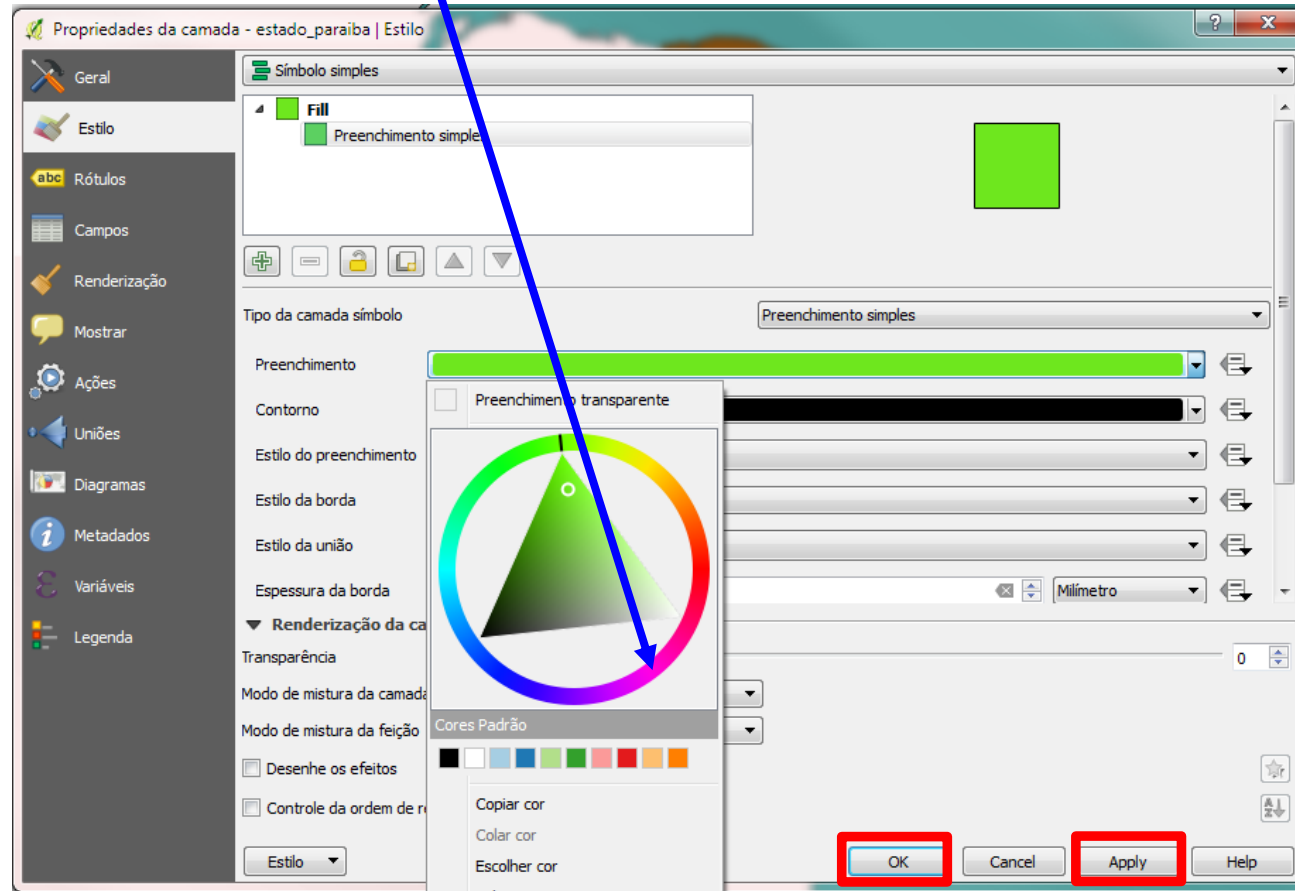 Propriedades da camada - estado_paraiba | Estilo
Geral
Estilo
abc Rótulos
Campos
Renderização
Mostrar
Ações
Uniões
Diagramas
Metadados
Variáveis
Legenda
Símbolo simples
Fill
Preenchimento simples
Tipo da camada símbolo Preenchimento simples
Preenchimento
Contorno
Estilo do preenchimento
Estilo da borda
Estilo da união
Espessura da borda Milímetro
Renderização da ca
Transparência 0
Modo de mistura da camada
Modo de mistura da feição
Desenhe os efeitos
Controle da ordem de r
Preenchimento transparente
Cores Padrão
Copiar cor
Colar cor
Escolher cor
Estilo OK Cancel Apply Help